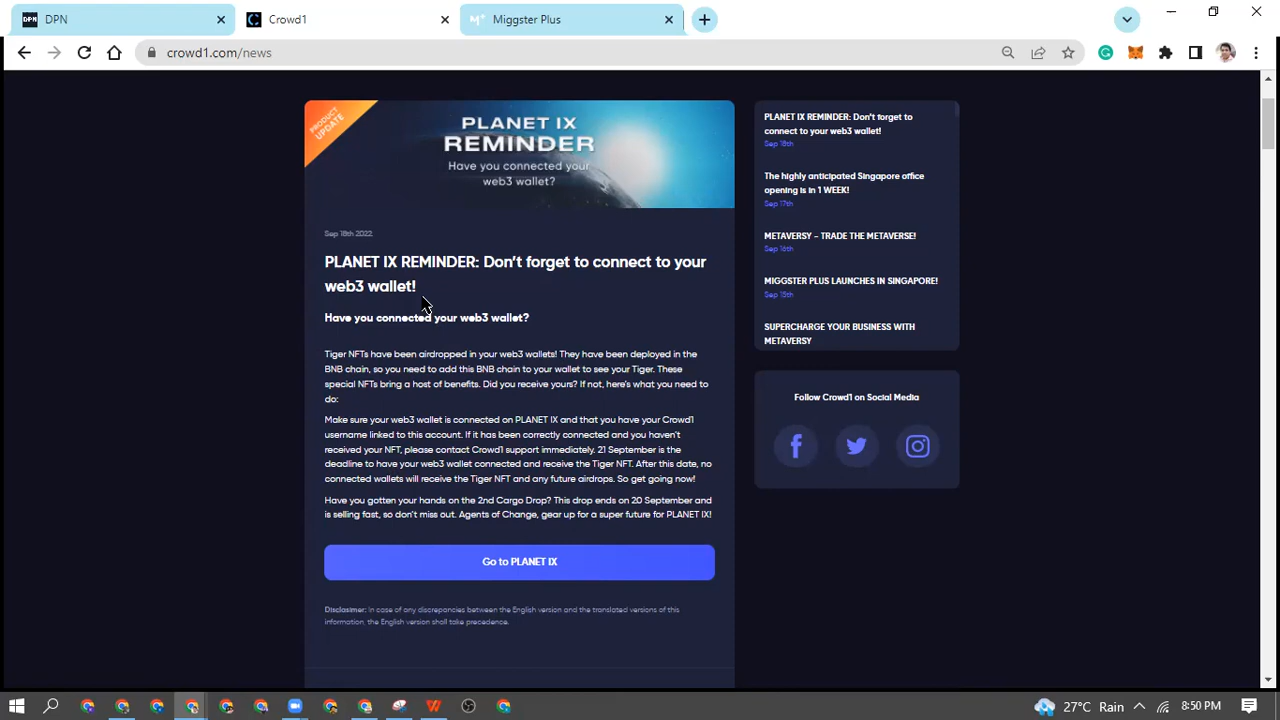 DPN
DPN
Crowd1
Miggster Plus
crowd1.com/news
PRODUCT
UPDATE
PLANET IX
REMINDER
Have you connected your
web3 wallet?
Sep 18th 2022
PLANET IX REMINDER: Don't forget to connect to your
web3 wallet!
Have you connected your web3 wallet?
Tiger NFTs have been airdropped in your web3 wallets! They have been deployed in the
BNB chain, so you need to add this BNB chain to your wallet to see your Tiger. These
special NFTs bring a host of benefits. Did you receive yours? If not, here's what you need to
do:
Make sure your web3 wallet is connected on PLANET IX and that you have your Crowd1
username linked to this account. If it has been correctly connected and you haven't
received your NFT, please contact Crowd1 support immediately. 21 September is the
deadline to have your web3 wallet connected and receive the Tiger NFT. After this date, no
connected wallets will receive the Tiger NFT and any future airdrops. So get going now!
Have you gotten your hands on the 2nd Cargo Drop? This drop ends on 20 September and
is selling fast, so don't miss out. Agents of Change, gear up for a super future for PLANET IX!
Go to PLANET IX
Disclaimer: In case of any discrepancies between the English version and the translated versions of this
information, the English version shall take precedence.
PLANET IX REMINDER: Don't forget to
connect to your web3 wallet!
Sep 18th
The highly anticipated Singapore office
opening is in 1 WEEK!
Sep 17th
METAVERSY – TRADE THE METAVERSE!
Sep 16th
MIGGSTER PLUS LAUNCHES IN SINGAPORE!
Sep 15th
SUPERCHARGE YOUR BUSINESS WITH
METAVERSY
Follow Crowd1 on Social Media
27°C Rain
8:50 PM